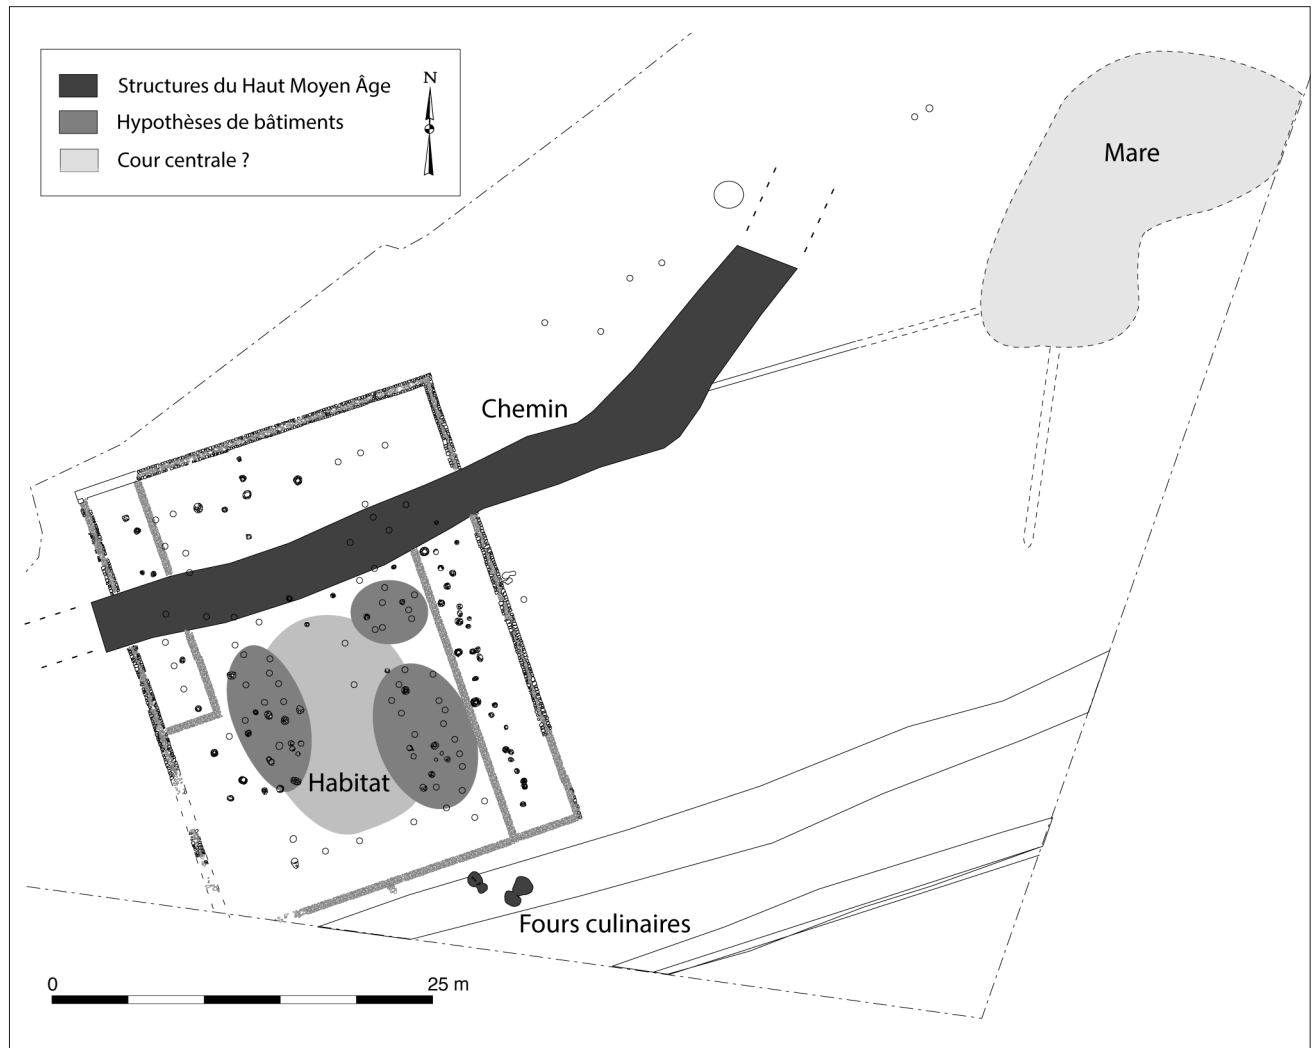 Structures du Haut Moyen Âge
N
Hypothèses de bâtiments
Cour centrale ?
Mare
Chemin
Habitat
Fours culinaires
0
25 m